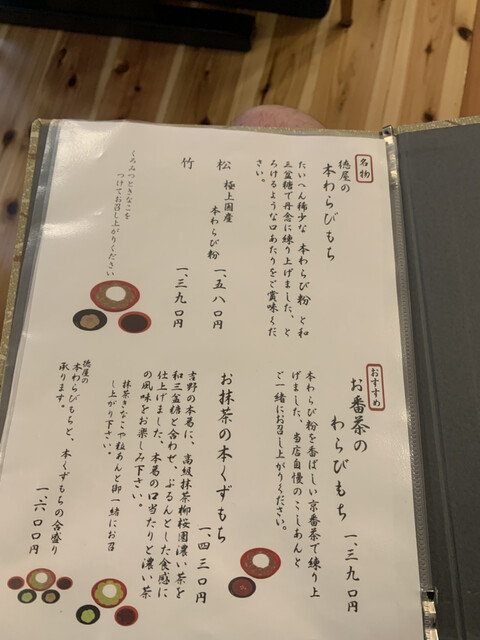 名物
徳屋の
本わらびもち
たいへん稀少な 本わらび粉 と和
三盆糖で丹念に練り上げました、と
ろけるような口あたりをご賞味くだ
さい。
松 極上国産
本わらび粉 一、五八〇円
竹 一、三九〇円
くろみつときなこを
つけてお召し上がりください
おすすめ
お番茶の
わらびもち 一、三九〇円
本わらび粉を香ばしい京番茶で練り上
げました、当店自慢のこしあんと
ご一緒にお召し上がりください。
お抹茶の本くずもち 一、四三〇円
吉野の本葛に、高級抹茶柳桜園濃い茶を
和三盆糖と合わせ、ぷるんとした食感に
仕上げました、本葛の口当たりと濃い茶
の風味をお楽しみ下さい。
抹茶きなこや粒あんと御一緒にお召
し上がり下さい。
徳屋の
本わらびもちと、本くずもちの合盛り
承ります。 一、六〇〇円